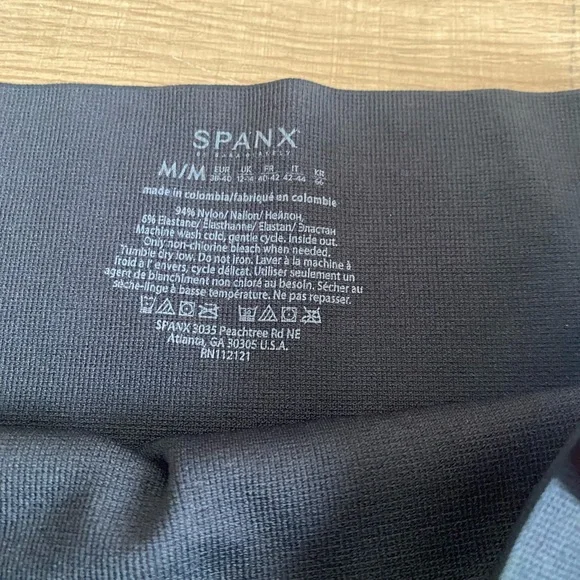 SPANX
BY SARA BLAKELY
M/M EUR UK FR IT KR
38-40 12-14 40-42 42-44 66
made in colombia/fabriqué en colombie
94% Nylon/ Nailon/ Нейлон,
6% Elastane/ Elasthanne/ Elastan/ Эластан
Machine wash cold, gentle cycle. Inside out.
Only non-chlorine bleach when needed.
Tumble dry low. Do not iron. Laver à la machine à
froid à l'envers, cycle délicat. Utiliser seulement un
agent de blanchiment non chloré au besoin. Sécher au
sèche-linge à basse température. Ne pas repasser.
SPANX 3035 Peachtree Rd NE
Atlanta, GA 30305 U.S.A.
RN112121